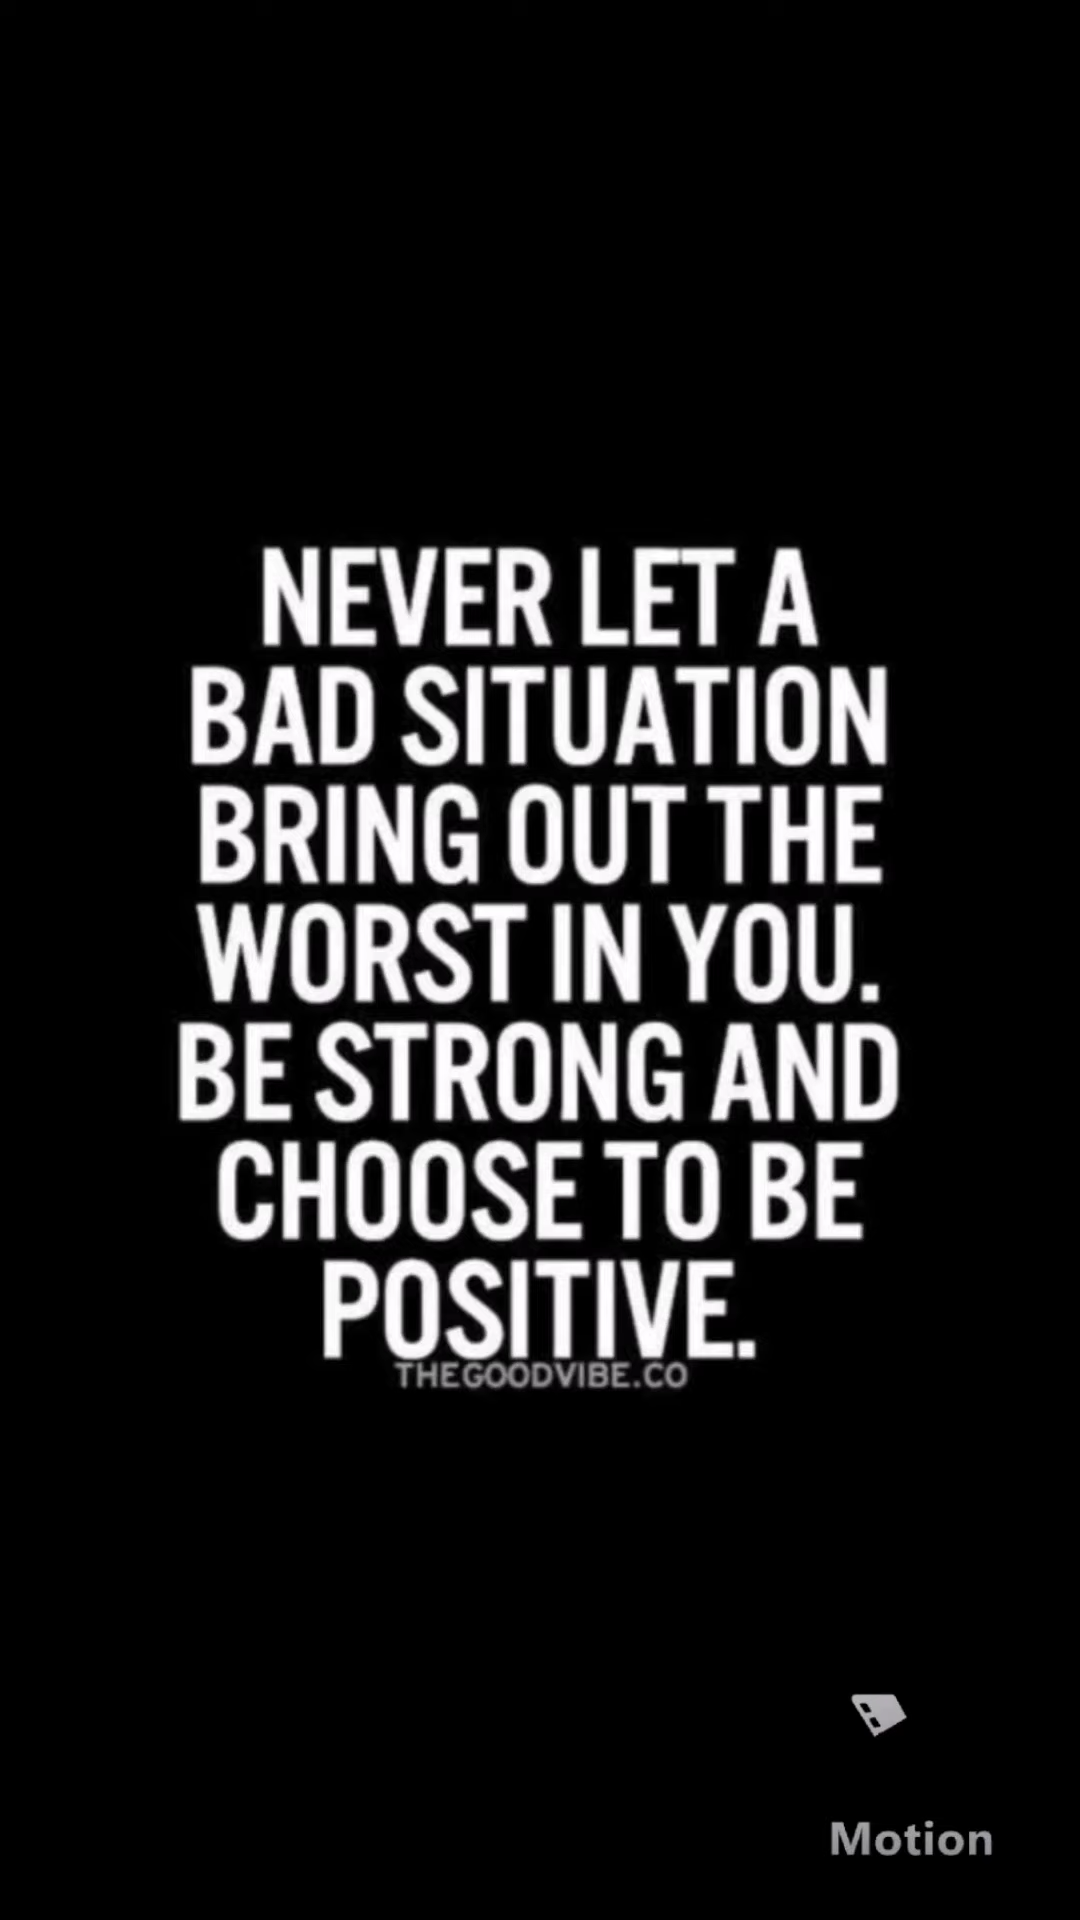 NEVER LET A
BAD SITUATION
BRING OUT THE
WORST IN YOU.
BE STRONG AND
CHOOSE TO BE
POSITIVE.
THEGOODVIBE.CO
Motion